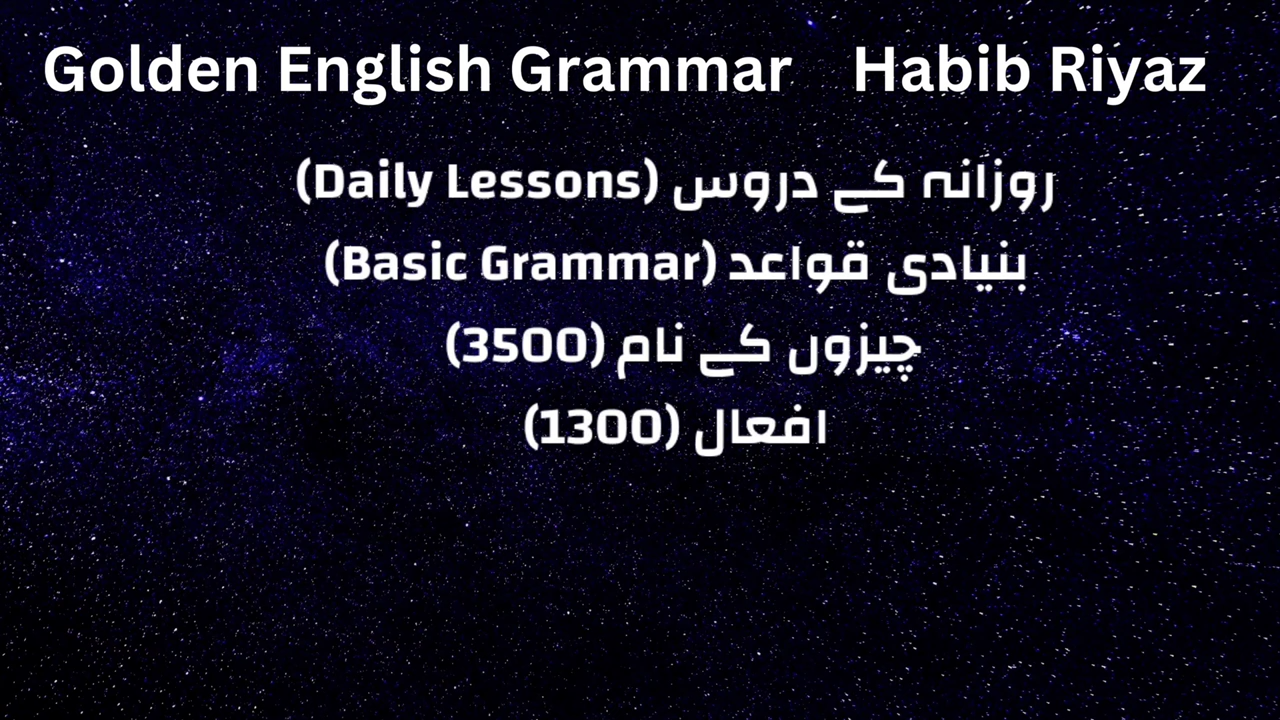 Golden English Grammar Habib Riyaz
روزانہ کے دروس (Daily Lessons)
بنیادی قواعد (Basic Grammar)
چیزوں کے نام (3500)
افعال (1300)